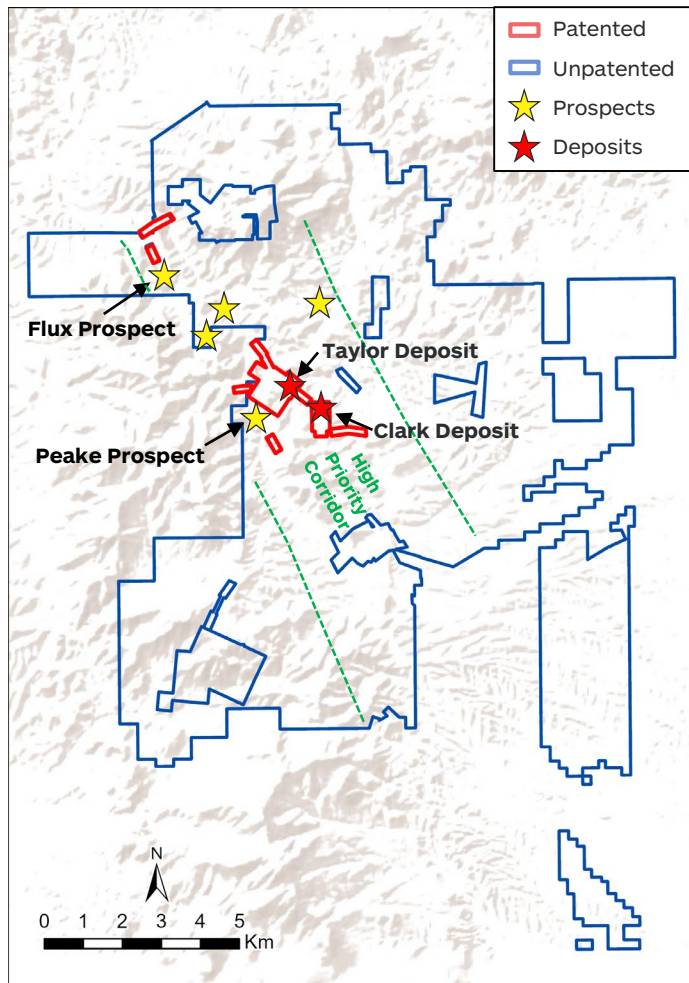 Patented
Unpatented
Prospects
Deposits
Flux Prospect
Taylor Deposit
Clark Deposit
Peake Prospect
High
Priority
Corridor
N
0 1 2 3 4 5
Km